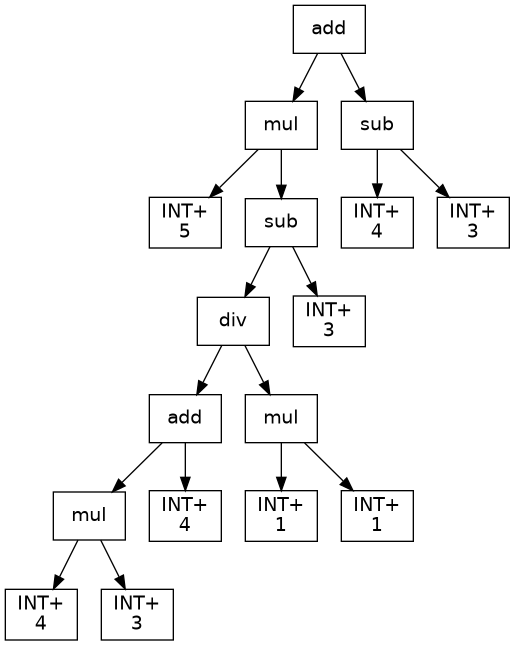 add
mul
sub
INT+
5
sub
INT+
4
INT+
3
div
INT+
3
add
mul
mul
INT+
4
INT+
1
INT+
1
INT+
4
INT+
3